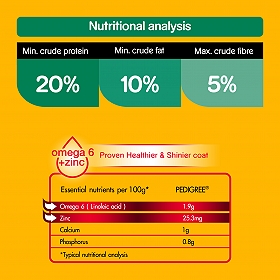 Nutritional analysis
Min. crude protein Min. crude fat Max. crude fibre
20% 10% 5%
omega 6
+zinc
Proven Healthier & Shinier coat
Essential nutrients per 100g* PEDIGREE®
Omega 6 ( Linoleic acid ) 1.9g
Zinc 25.3mg
Calcium 1g
Phosphorus 0.8g
*Typical nutritional analysis